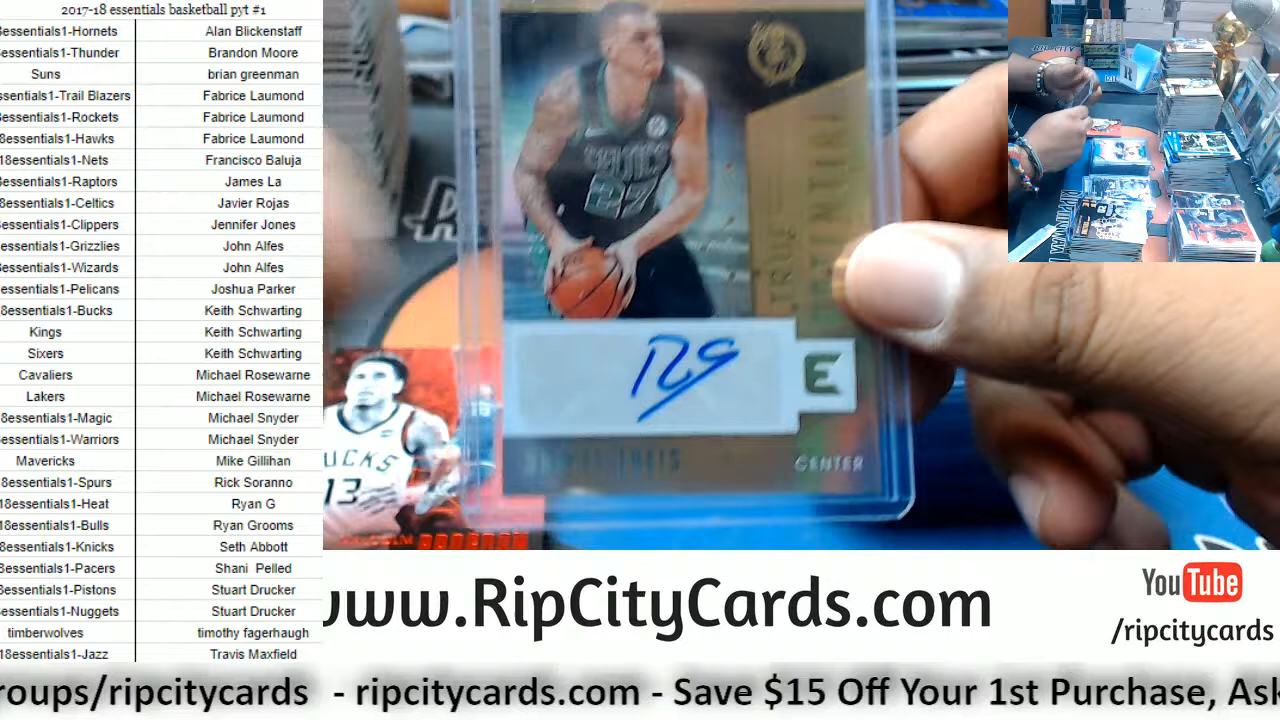 2017-18 essentials basketball pyt #1
8essentials1-Hornets Alan Blickenstaff
8essentials1-Thunder Brandon Moore
Suns brian greenman
ssentials1-Trail Blazers Fabrice Laumond
essentials1-Rockets Fabrice Laumond
8essentials1-Hawks Fabrice Laumond
18essentials1-Nets Francisco Baluja
essentials1-Raptors James La
8essentials1-Celtics Javier Rojas
essentials1-Clippers Jennifer Jones
essentials1-Grizzlies John Alfes
essentials1-Wizards John Alfes
essentials1-Pelicans Joshua Parker
8essentials1-Bucks Keith Schwarting
Kings Keith Schwarting
Sixers Keith Schwarting
Cavaliers Michael Rosewarne
Lakers Michael Rosewarne
8essentials1-Magic Michael Snyder
essentials1-Warriors Michael Snyder
Mavericks Mike Gillihan
8essentials1-Spurs Rick Soranno
18essentials1-Heat Ryan G
18essentials1-Bulls Ryan Grooms
8essentials1-Knicks Seth Abbott
8essentials1-Pacers Shani Pelled
8essentials1-Pistons Stuart Drucker
essentials1-Nuggets Stuart Drucker
timberwolves timothy fagerhaugh
18essentials1-Jazz Travis Maxfield
CELTICS
27
TRUE
POTENTIAL
E
CENTER
UCKS
13
www.RipCityCards.com
YouTube
/ripcitycards
roups/ripcitycards - ripcitycards.com - Save $15 Off Your 1st Purchase, Ask